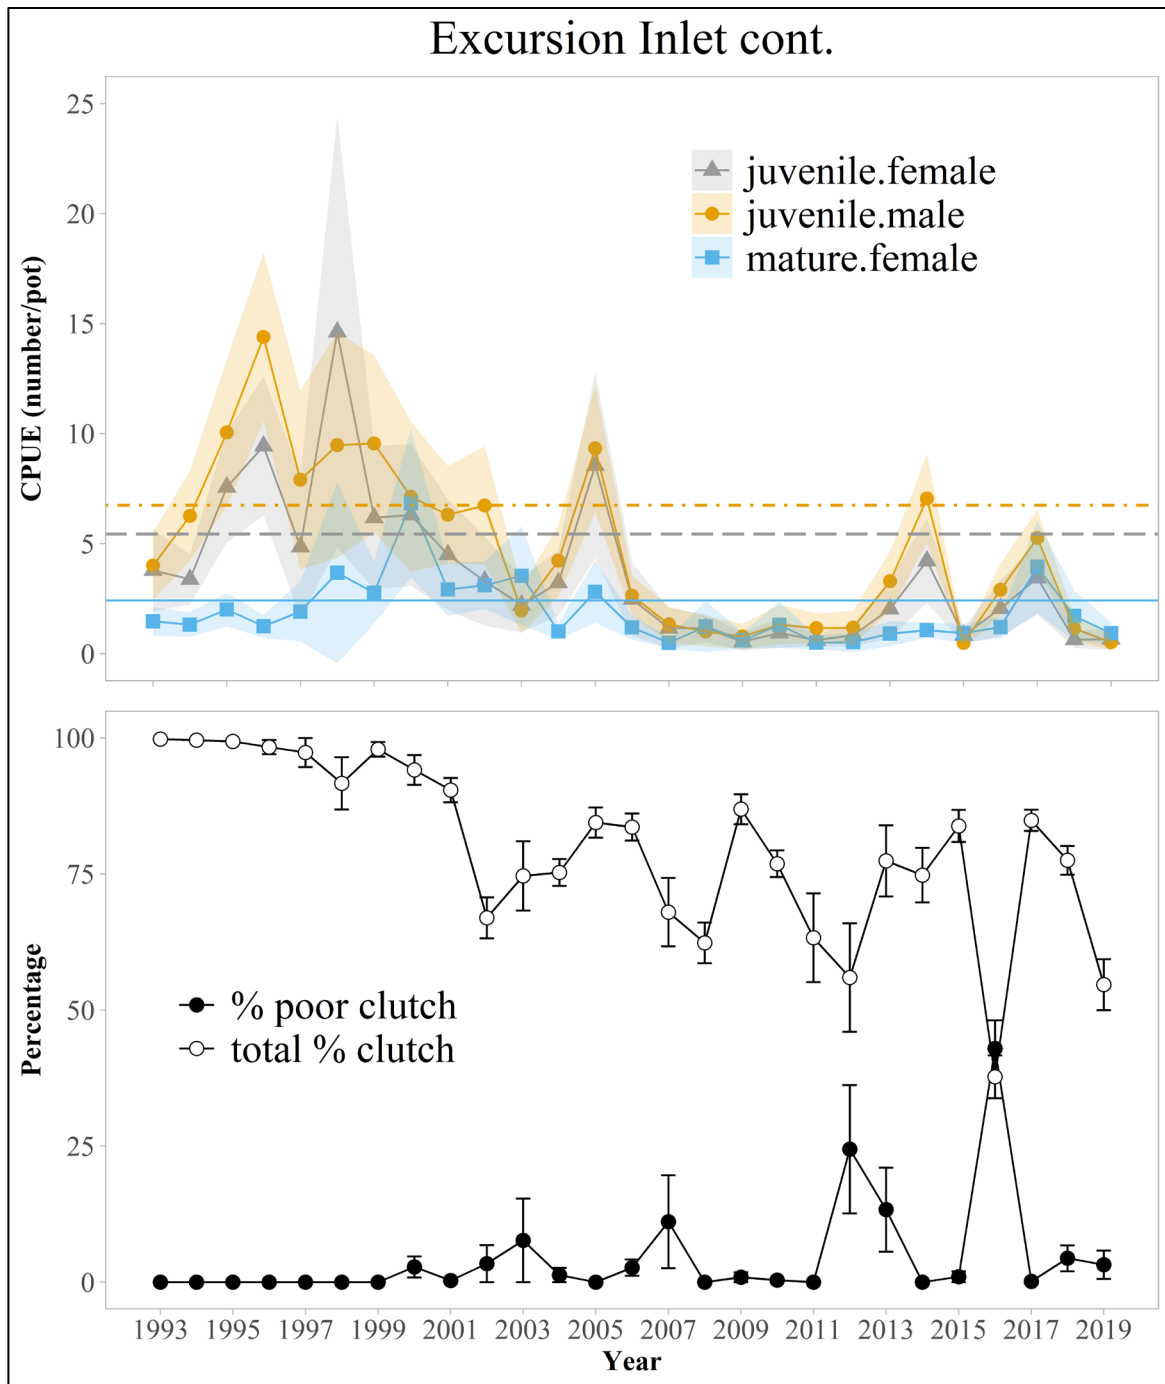 Excursion Inlet cont.
CPUE (number/pot)
25
20
15
10
5
0
juvenile.female
juvenile.male
mature.female
Percentage
100
75
50
25
0
% poor clutch
total % clutch
1993 1995 1997 1999 2001 2003 2005 2007 2009 2011 2013 2015 2017 2019
Year